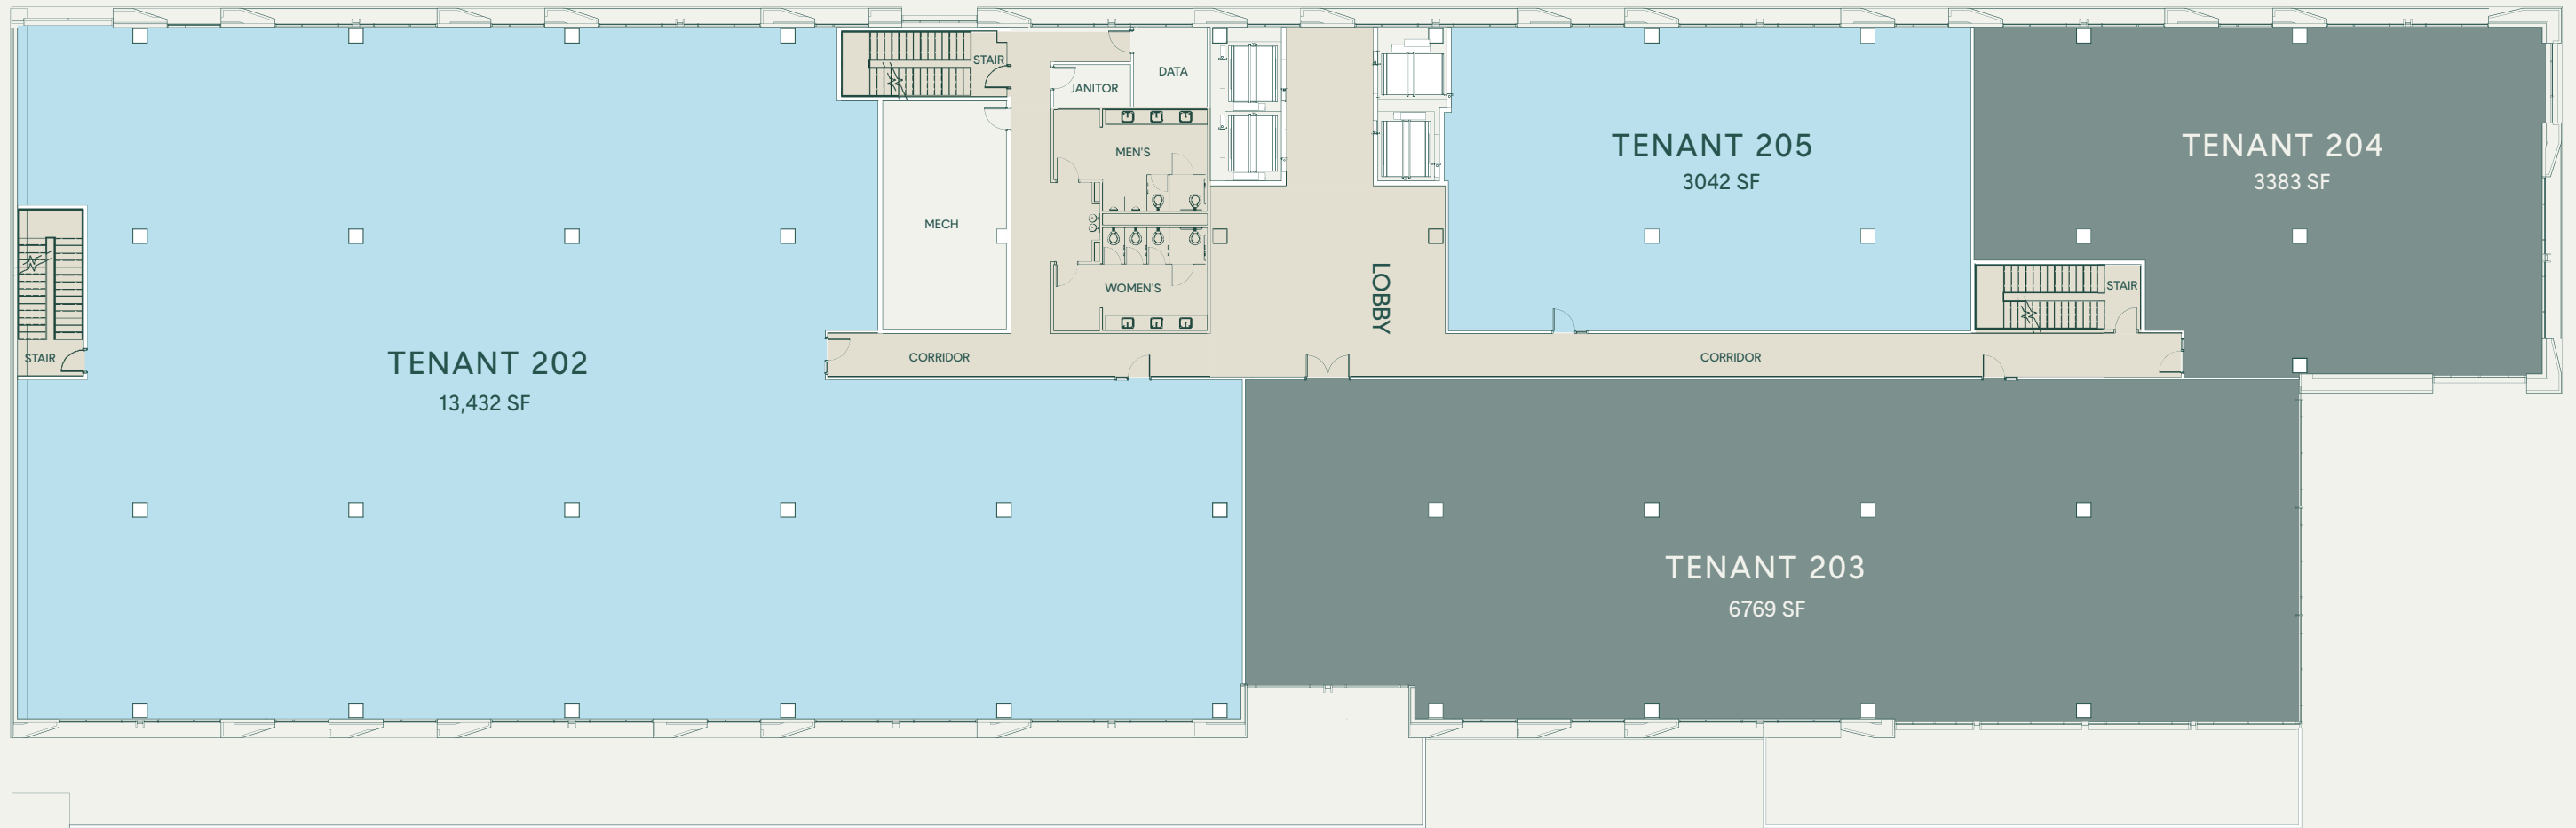 STAIR
DATA
JANITOR
MEN'S
MECH
WOMEN'S
LOBBY
TENANT 205
3042 SF
TENANT 204
3383 SF
STAIR
STAIR
TENANT 202
13,432 SF
CORRIDOR
CORRIDOR
TENANT 203
6769 SF